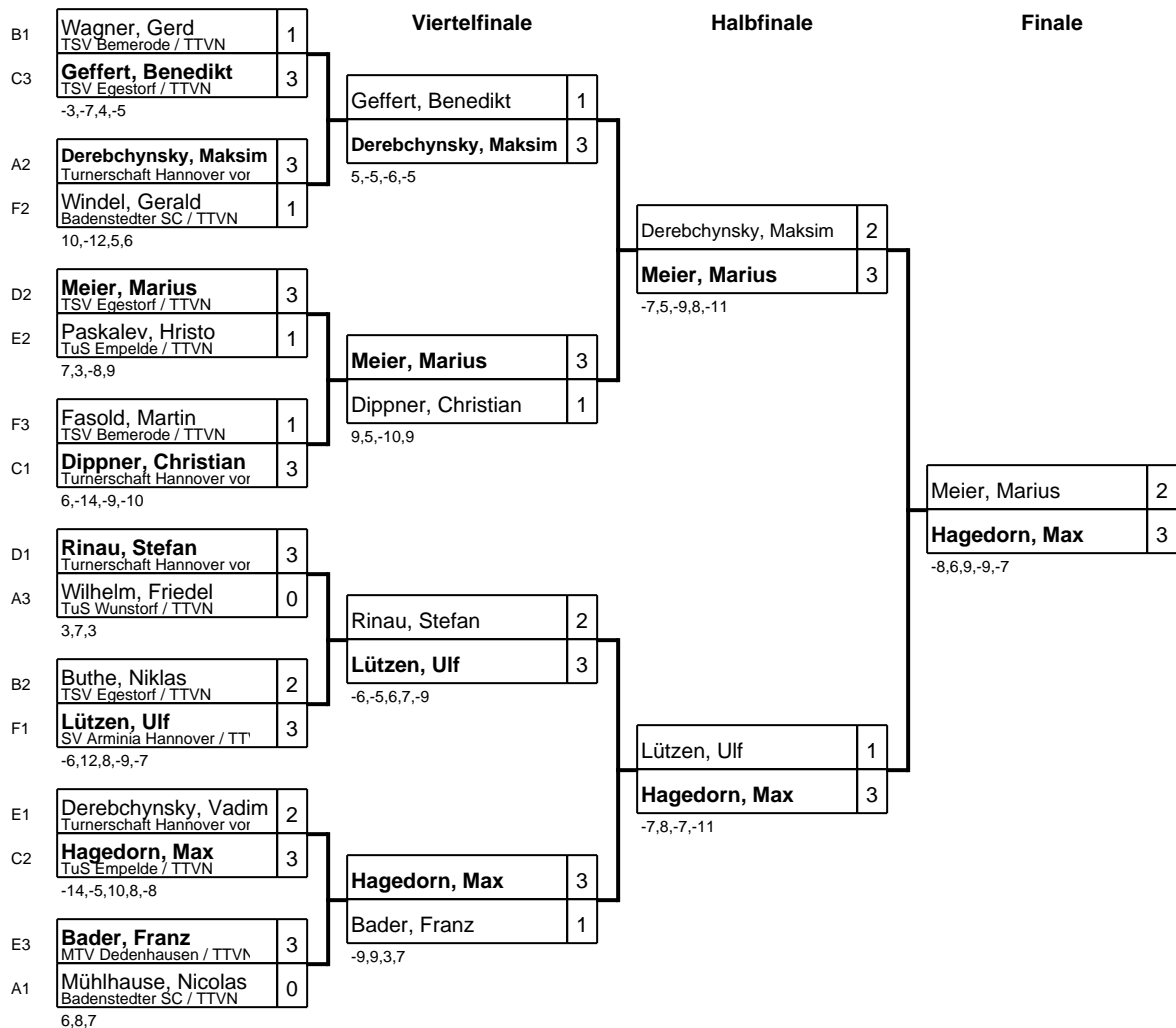 Viertelfinale
Halbfinale
Finale
B1 Wagner, Gerd 1
TSV Bemerode / TTVN
C3 Geffert, Benedikt 3
TSV Egestorf / TTVN
-3,-7,4,-5
A2 Derebchynsky, Maksim 3
Turnerschaft Hannover vor
F2 Windel, Gerald 1
Badenstedter SC / TTVN
10,-12,5,6
D2 Meier, Marius 3
TSV Egestorf / TTVN
E2 Paskalev, Hristo 1
TuS Empelde / TTVN
7,3,-8,9
F3 Fasold, Martin 1
TSV Bemerode / TTVN
C1 Dippner, Christian 3
Turnerschaft Hannover vor
6,-14,-9,-10
D1 Rinau, Stefan 3
Turnerschaft Hannover vor
A3 Wilhelm, Friedel 0
TuS Wunstorf / TTVN
3,7,3
B2 Buthe, Niklas 2
TSV Egestorf / TTVN
F1 Lützen, Ulf 3
SV Arminia Hannover / TT
-6,12,8,-9,-7
E1 Derebchynsky, Vadim 2
Turnerschaft Hannover vor
C2 Hagedorn, Max 3
TuS Empelde / TTVN
-14,-5,10,8,-8
E3 Bader, Franz 3
MTV Dedenhausen / TTVN
A1 Mühlhause, Nicolas 0
Badenstedter SC / TTVN
6,8,7
Geffert, Benedikt 1
Derebchynsky, Maksim 3
5,-5,-6,-5
Meier, Marius 3
Dippner, Christian 1
9,5,-10,9
Rinau, Stefan 2
Lützen, Ulf 3
-6,-5,6,7,-9
Hagedorn, Max 3
Bader, Franz 1
-9,9,3,7
Derebchynsky, Maksim 2
Meier, Marius 3
-7,5,-9,8,-11
Lützen, Ulf 1
Hagedorn, Max 3
-7,8,-7,-11
Meier, Marius 2
Hagedorn, Max 3
-8,6,9,-9,-7